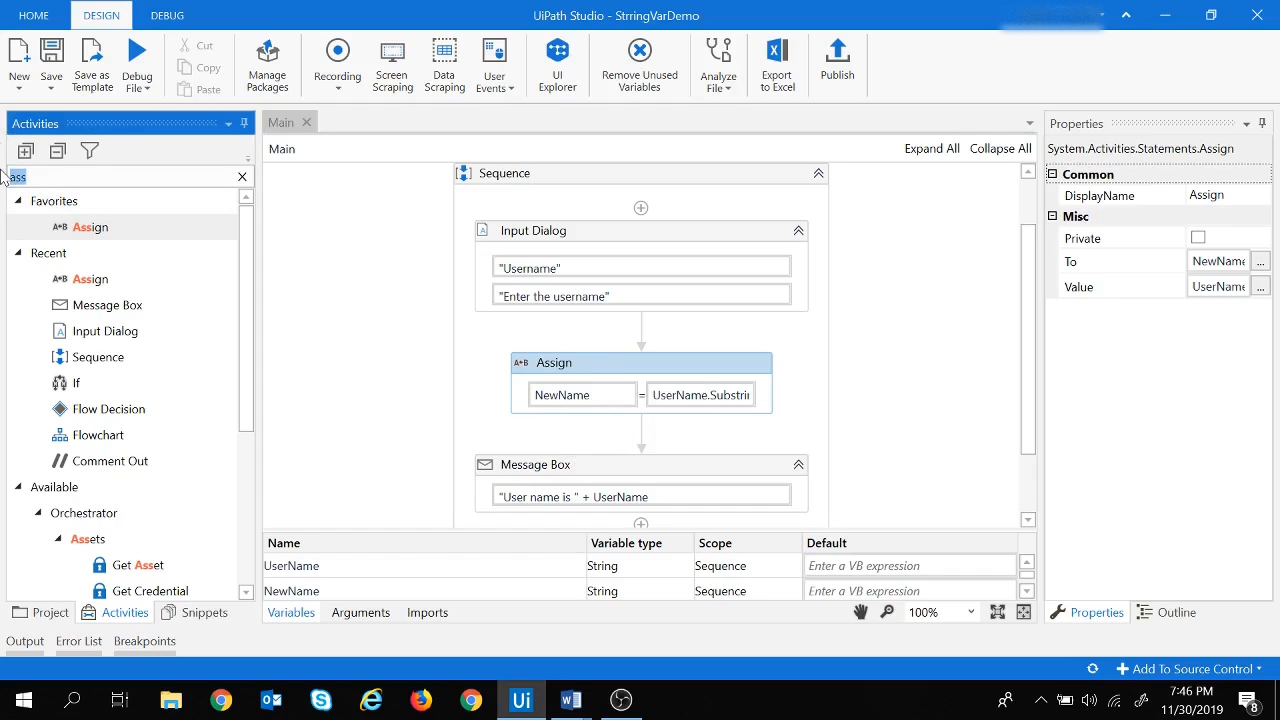 HOME DESIGN DEBUG UiPath Studio - StringVarDemo
New Save Save as Template Debug File Cut Copy Paste Manage Packages Recording Screen Scraping Data Scraping User Events UI Explorer Remove Unused Variables Analyze File Export to Excel Publish
Activities
ass
Favorites
A+B Assign
Recent
A+B Assign
Message Box
Input Dialog
Sequence
If
Flow Decision
Flowchart
// Comment Out
Available
Orchestrator
Assets
Get Asset
Get Credential
Project Activities Snippets
Main
Main Expand All Collapse All
Sequence
Input Dialog
"Username"
"Enter the username"
A+B Assign
NewName = UserName.Substrin
Message Box
"User name is " + UserName
Name Variable type Scope Default
UserName String Sequence Enter a VB expression
NewName String Sequence Enter a VB expression
Variables Arguments Imports 100%
Properties
System.Activities.Statements.Assign
Common
DisplayName Assign
Misc
Private
To NewName ...
Value UserName ...
Properties Outline
Output Error List Breakpoints
Add To Source Control
Ui
7:46 PM
11/30/2019
8